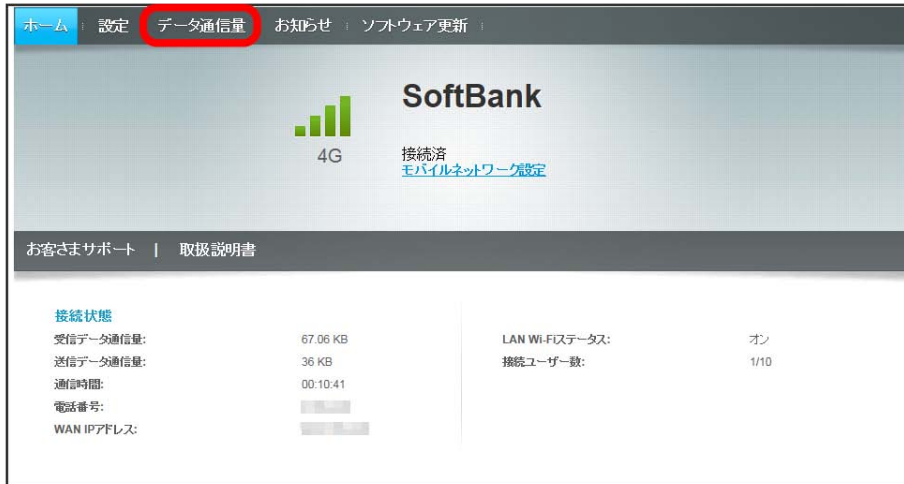 ホーム 設定 データ通信量 お知らせ ソフトウェア更新
SoftBank
4G 接続済
モバイルネットワーク設定
お客さまサポート | 取扱説明書
接続状態
受信データ通信量: 67.06 KB LAN Wi-Fiステータス: オン
送信データ通信量: 36 KB 接続ユーザー数: 1/10
通信時間: 00:10:41
電話番号:
WAN IPアドレス: